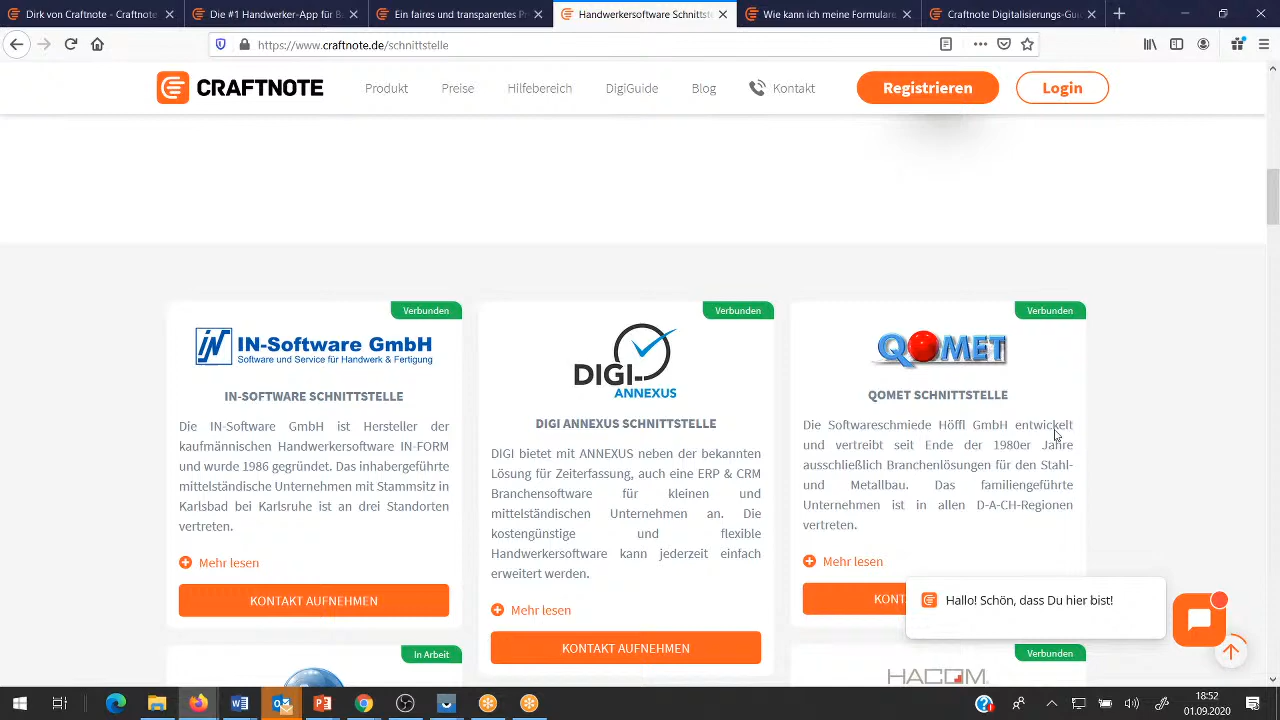 Dirk von Craftnote - Craftnote
Die #1 Handwerker-App für B
Ein faires und transparentes Pr
Handwerkersoftware Schnittste
Wie kann ich meine Formulare
Craftnote Digitalisierungs-Gui
https://www.craftnote.de/schnittstelle
CRAFTNOTE
Produkt
Preise
Hilfebereich
DigiGuide
Blog
Kontakt
Registrieren
Login
Verbunden
IN-Software GmbH
Software und Service für Handwerk & Fertigung
IN-SOFTWARE SCHNITTSTELLE
Die IN-Software GmbH ist Hersteller der
kaufmännischen Handwerkersoftware IN-FORM
und wurde 1986 gegründet. Das inhabergeführte
mittelständische Unternehmen mit Stammsitz in
Karlsbad bei Karlsruhe ist an drei Standorten
vertreten.
Mehr lesen
KONTAKT AUFNEHMEN
Verbunden
DIGI-
ANNEXUS
DIGI ANNEXUS SCHNITTSTELLE
DIGI bietet mit ANNEXUS neben der bekannten
Lösung für Zeiterfassung, auch eine ERP & CRM
Branchensoftware für kleinen und
mittelständischen Unternehmen an. Die
kostengünstige und flexible
Handwerkersoftware kann jederzeit einfach
erweitert werden.
Mehr lesen
KONTAKT AUFNEHMEN
Verbunden
QOMET
QOMET SCHNITTSTELLE
Die Softwareschmiede Höffl GmbH entwickelt
und vertreibt seit Ende der 1980er Jahre
ausschließlich Branchenlösungen für den Stahl-
und Metallbau. Das familiengeführte
Unternehmen ist in allen D-A-CH-Regionen
vertreten.
Mehr lesen
KONT
Hallo! Schön, dass Du hier bist!
In Arbeit
Verbunden
HACOM
18:52
01.09.2020